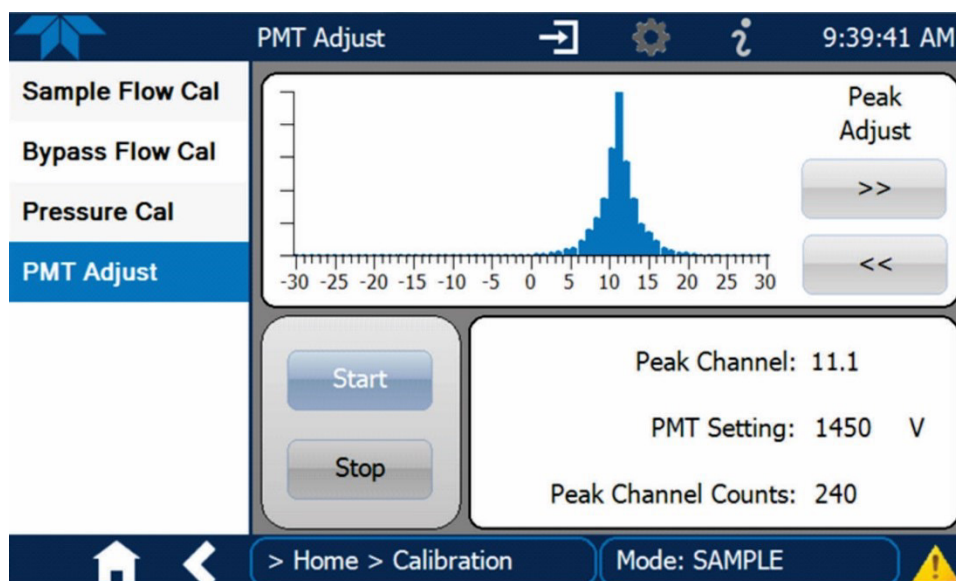 PMT Adjust 9:39:41 AM
Sample Flow Cal
Bypass Flow Cal
Pressure Cal
PMT Adjust
Peak
Adjust
>>
<<
-30 -25 -20 -15 -10 -5 0 5 10 15 20 25 30
Start
Stop
Peak Channel: 11.1
PMT Setting: 1450 V
Peak Channel Counts: 240
> Home > Calibration
Mode: SAMPLE